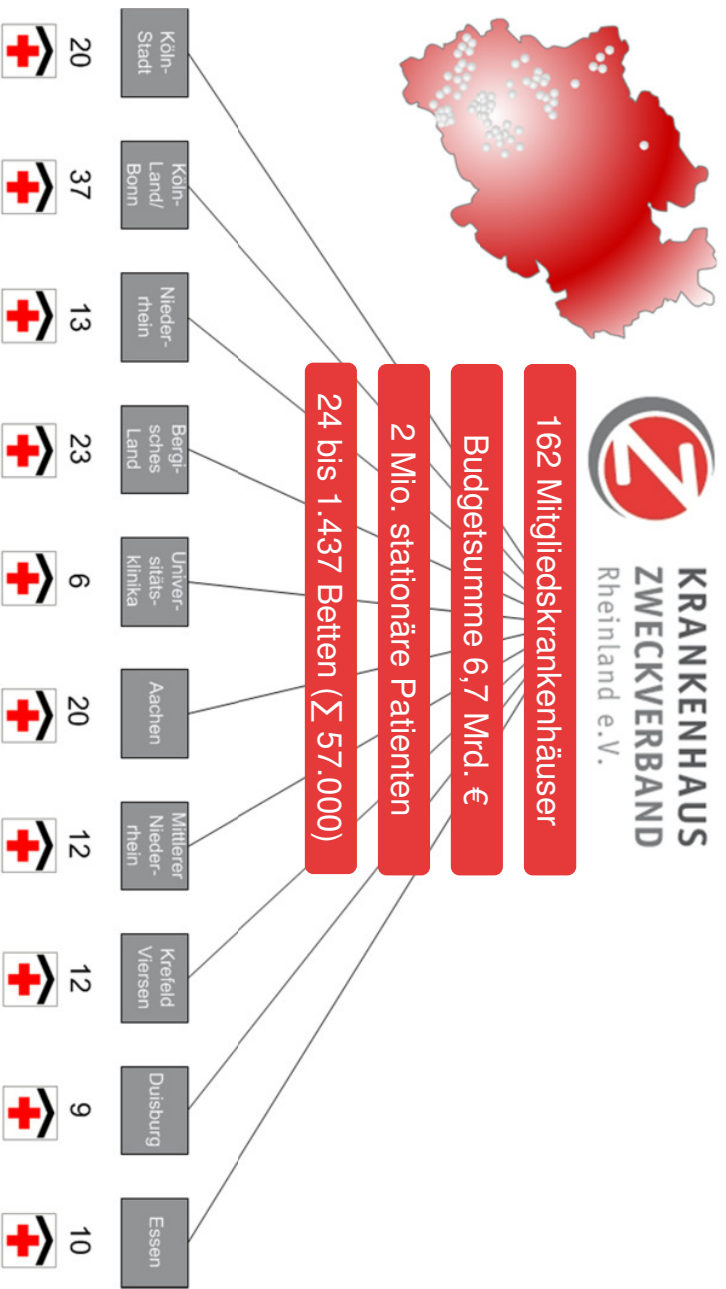 KRANKENHAUS
ZWECKVERBAND
Rheinland e.V.
162 Mitgliedskrankenhäuser
Budgetsumme 6,7 Mrd. €
2 Mio. stationäre Patienten
24 bis 1.437 Betten (∑ 57.000)
Köln-
Stadt
Köln-
Land/
Bonn
Nieder-
rhein
Bergi-
sches
Land
Univer-
sitäts-
klinika
Aachen
Mittlerer
Nieder-
rhein
Krefeld
Viersen
Duisburg
Essen
20
37
13
23
6
20
12
12
9
10